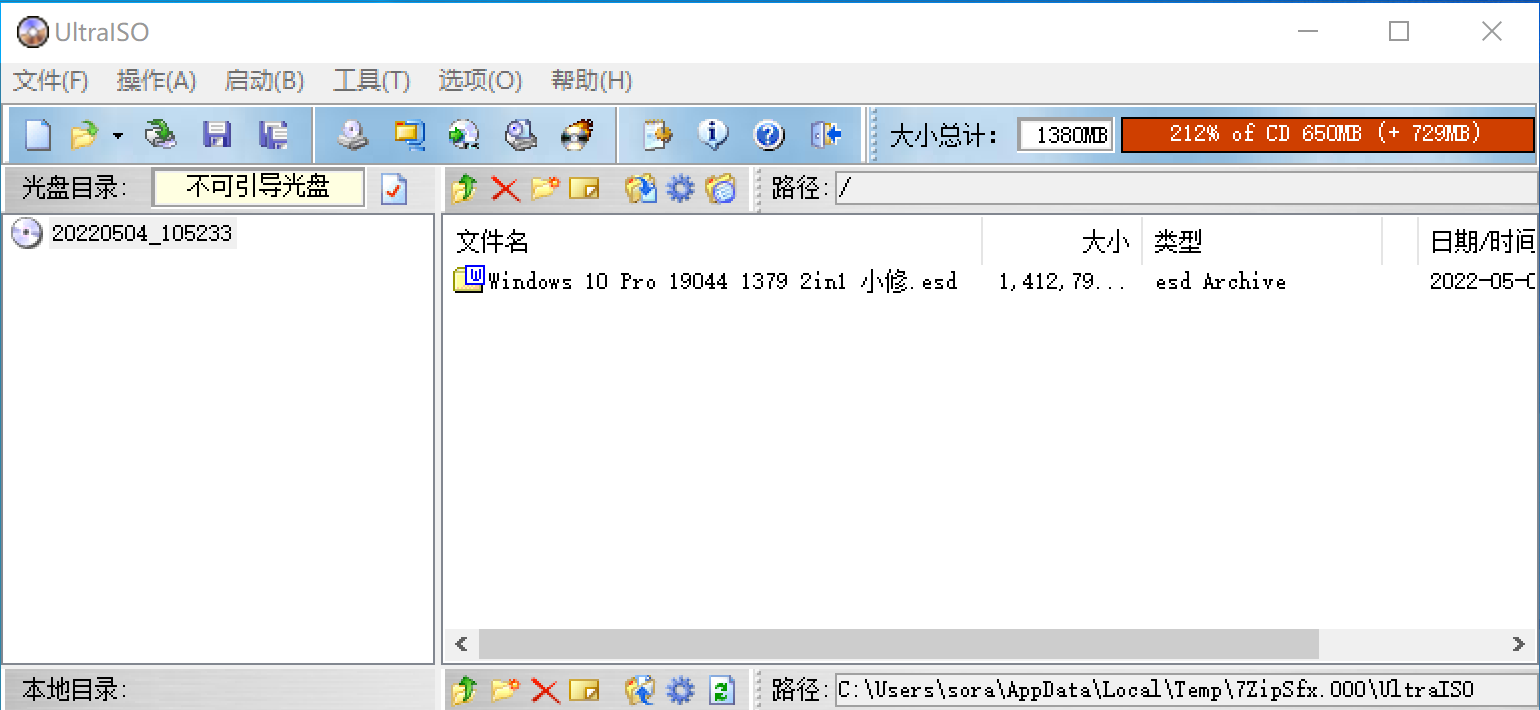 UltraISO
文件(F) 操作(A) 启动(B) 工具(T) 选项(O) 帮助(H)
大小总计: 1380MB 212% of CD 650MB (+ 729MB)
光盘目录: 不可引导光盘 路径: /
20220504_105233
文件名 大小 类型 日期/时间
Windows 10 Pro 19044 1379 2in1 小修.esd 1,412,79... esd Archive 2022-05-0
本地目录: 路径: C:\Users\sora\AppData\Local\Temp\7ZipSfx.000\UltraISO